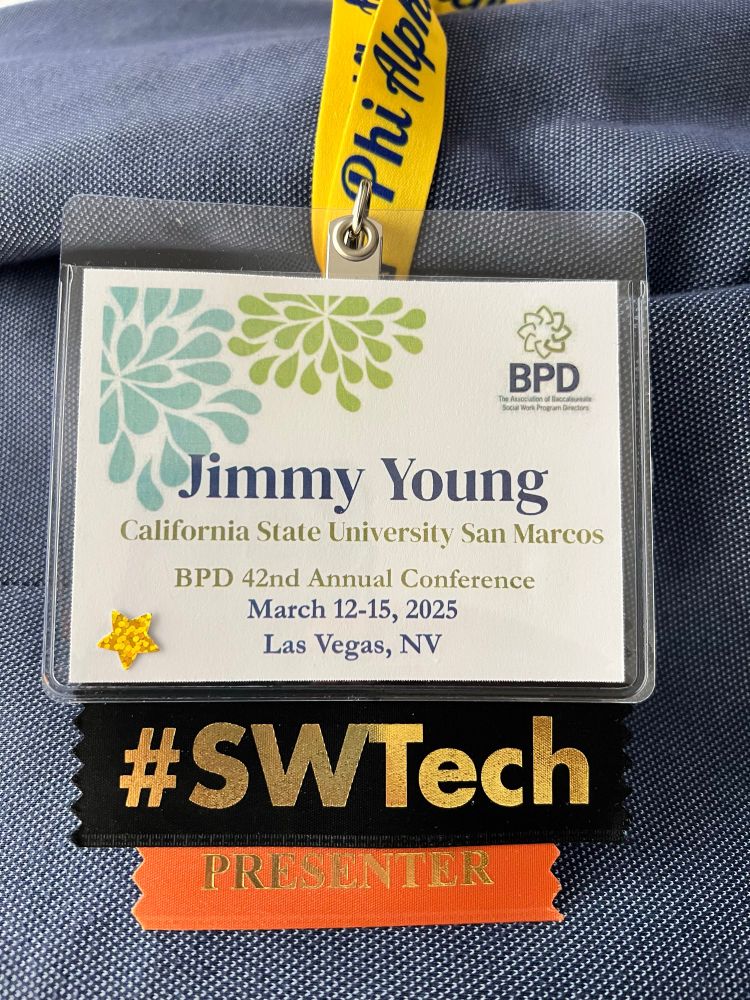 Phi Alpha
BPD
The Association of Baccalaureate
Social Work Program Directors
Jimmy Young
California State University San Marcos
BPD 42nd Annual Conference
March 12-15, 2025
Las Vegas, NV
#SWTech
PRESENTER